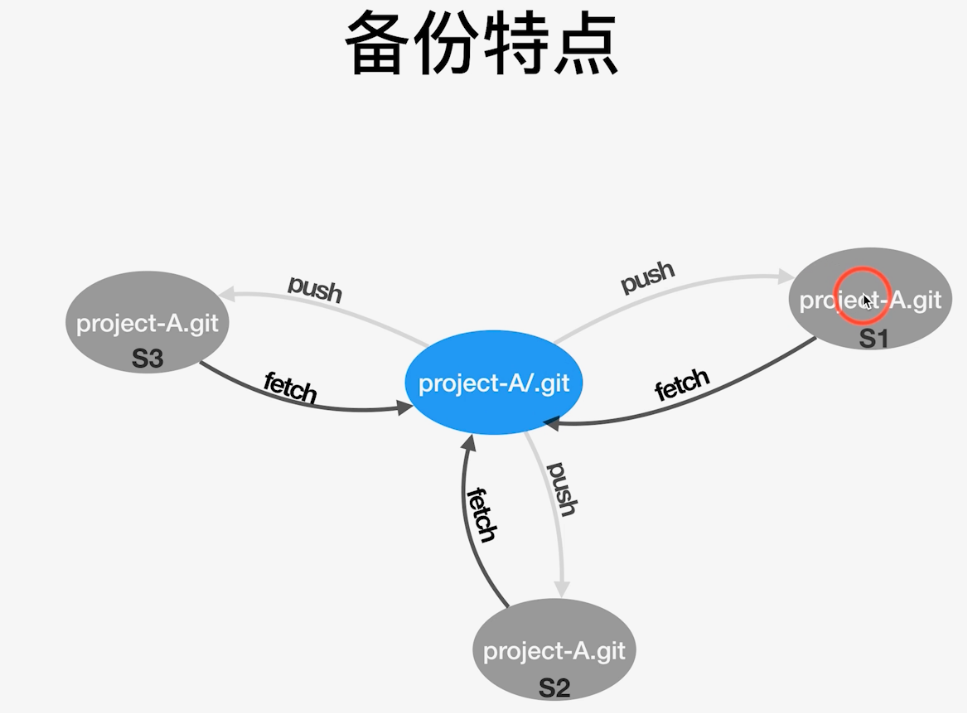 备份特点
push
push
project-A.git
S1
project-A.git
S3
project-A/.git
fetch
fetch
push
fetch
project-A.git
S2